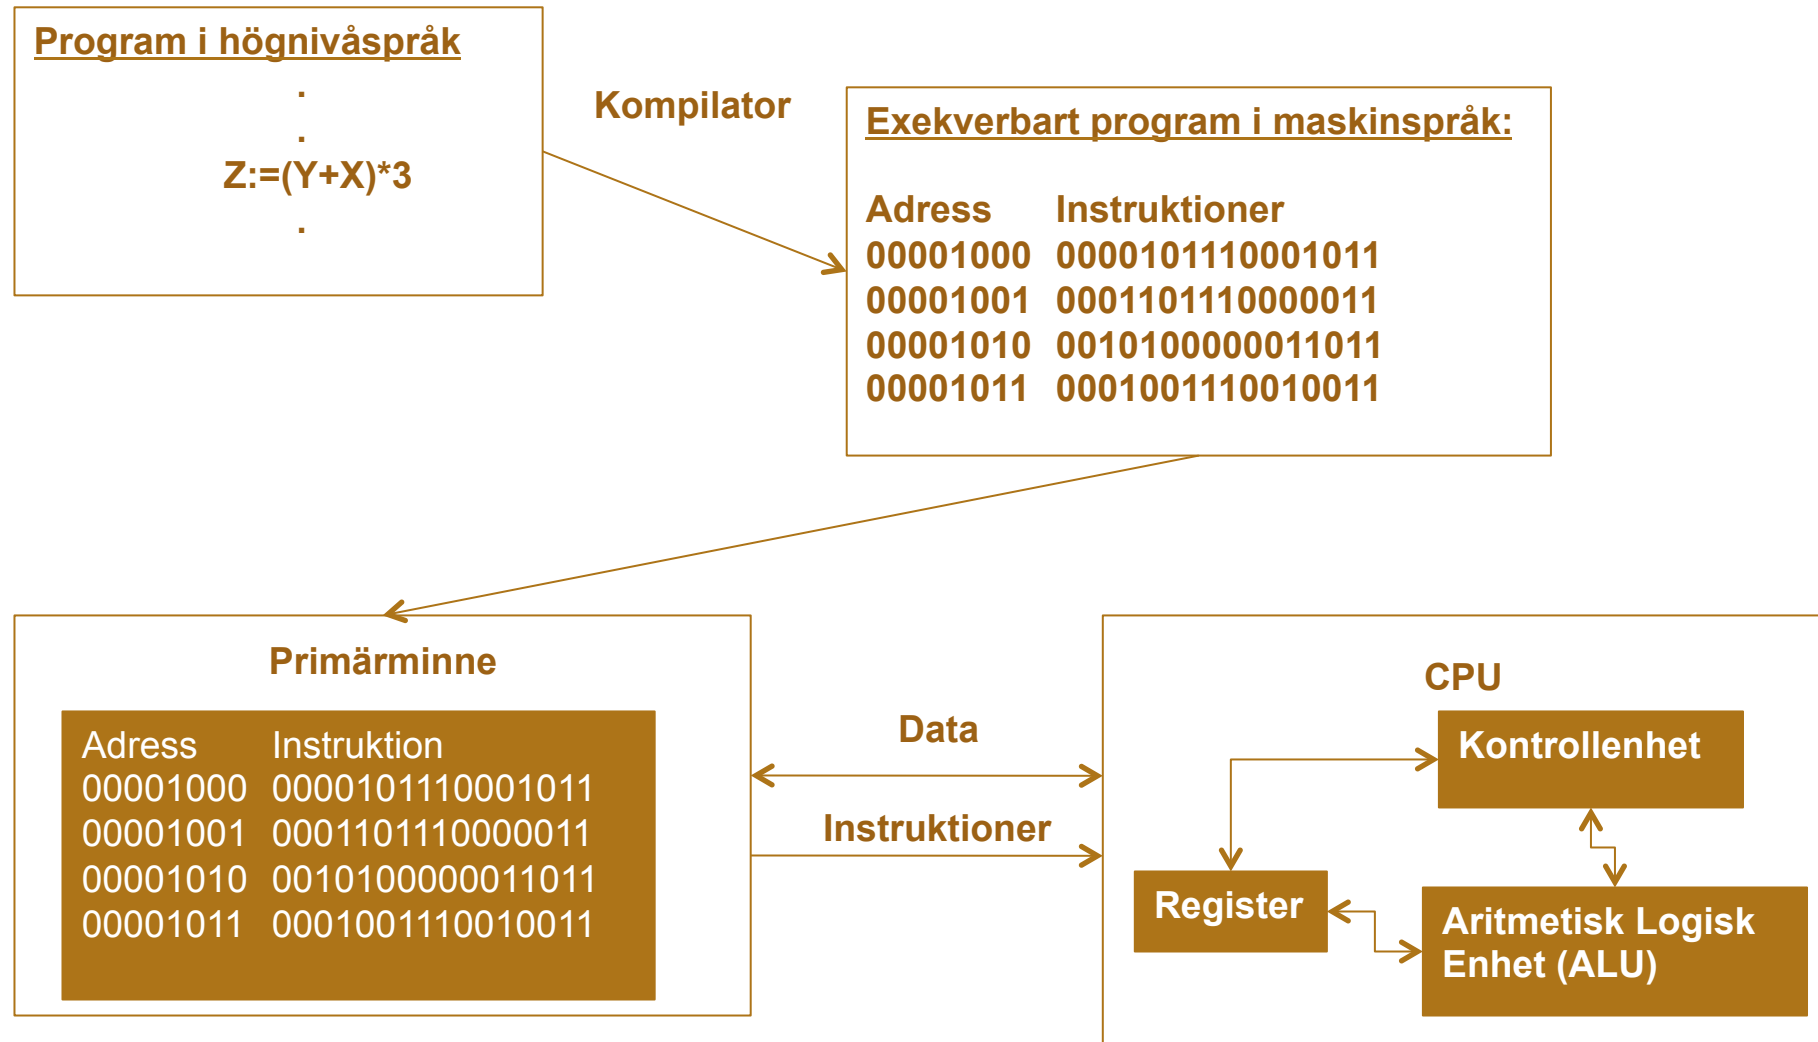 Program i högnivåspråk
.
.
Z:=(Y+X)*3
.
Kompilator
Exekverbart program i maskinspråk:
Adress Instruktioner
00001000 0000101110001011
00001001 0001101110000011
00001010 0010100000011011
00001011 0001001110010011
Primärminne
Adress Instruktion
00001000 0000101110001011
00001001 0001101110000011
00001010 0010100000011011
00001011 0001001110010011
Data
Instruktioner
CPU
Kontrollenhet
Register
Aritmetisk Logisk
Enhet (ALU)